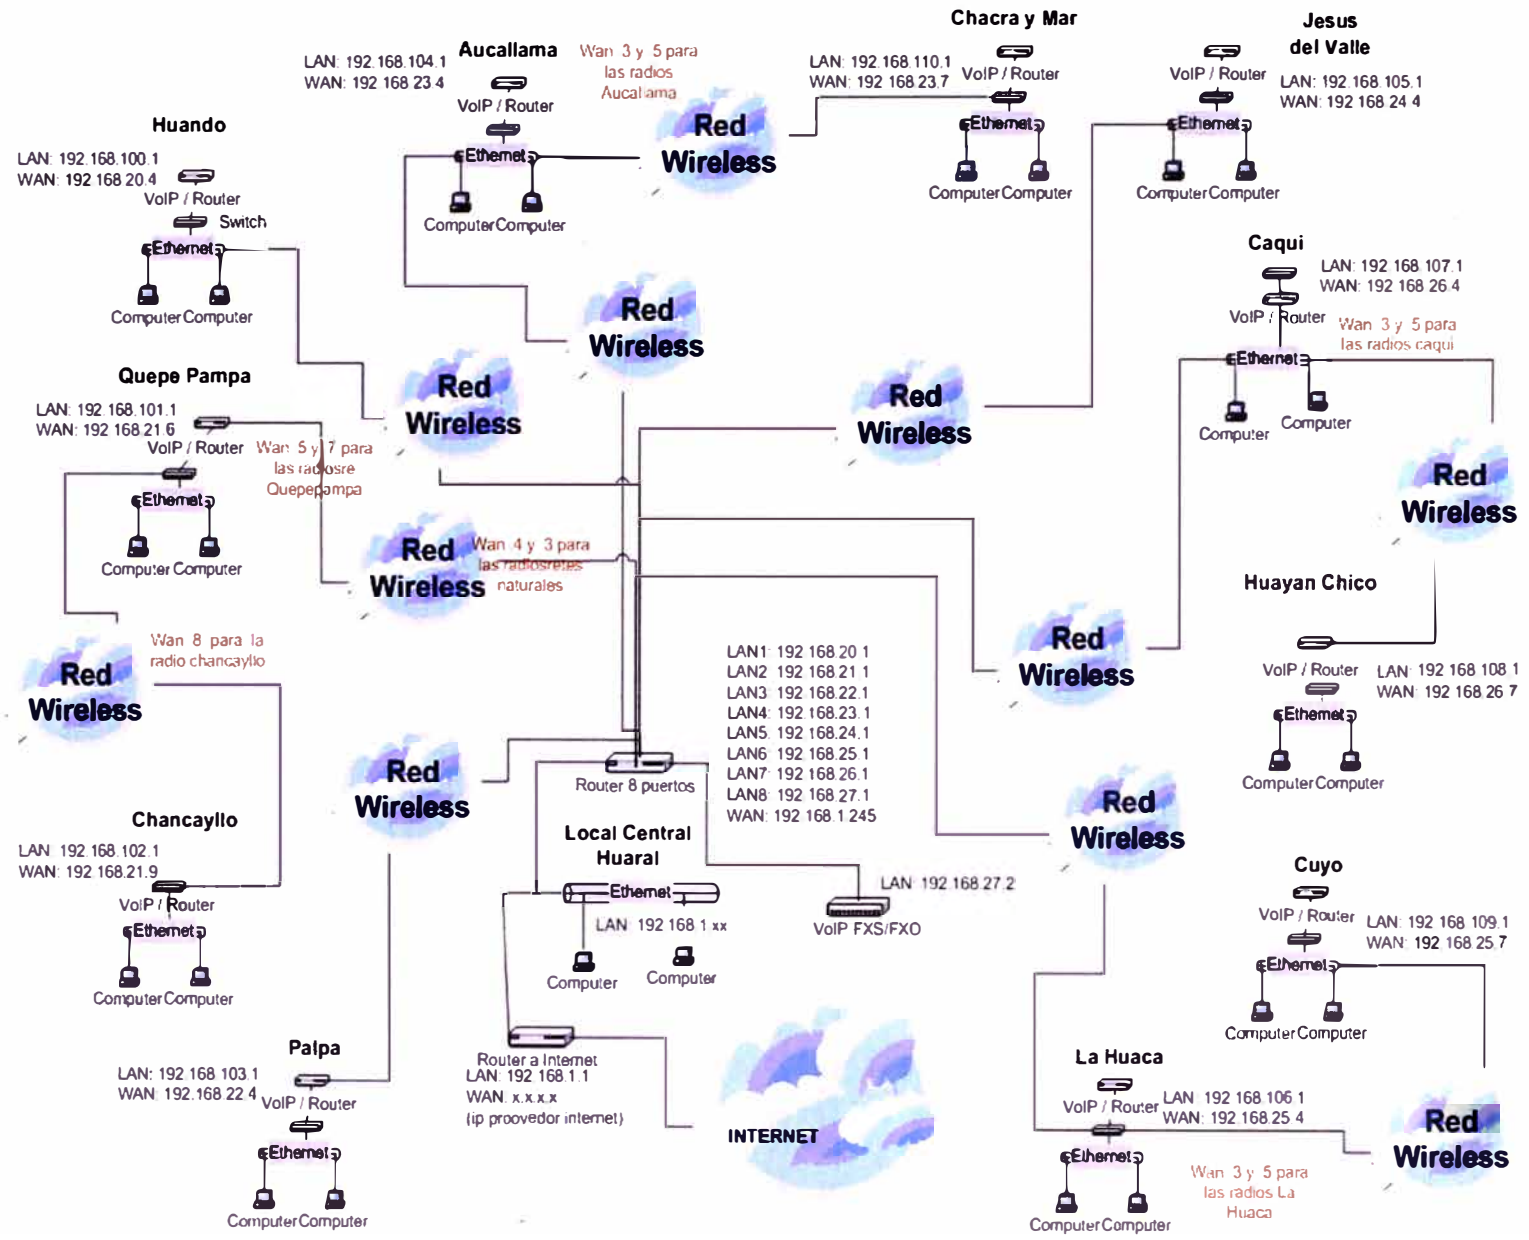 Chacra y Mar
LAN: 192.168.110.1
WAN: 192.168 23.7
VoIP / Router
Ethernet
Computer Computer
Jesus
del Valle
VoIP / Router
LAN: 192.168.105.1
WAN: 192 168 24 4
Ethernet
Computer Computer
Aucallama
LAN: 192.168.104.1
WAN: 192.168 23.4
VoIP / Router
Ethernet
Computer Computer
Wan 3 y 5 para
las radios
Aucallama
Red
Wireless
Huando
LAN: 192.168.100.1
WAN: 192 168 20.4
VoIP / Router
Switch
Ethernet
Computer Computer
Red
Wireless
Red
Wireless
Red
Wireless
Caqui
LAN: 192 168 107.1
WAN: 192 168 26.4
VoIP / Router
Wan 3 y 5 para
las radios caqui
Ethernet
Computer
Computer
Red
Wireless
Quepe Pampa
LAN: 192.168.101.1
WAN: 192 168.21.6
VoIP / Router
Wan 5 y 7 para
las radiosre
Quepepampa
Ethernet
Computer Computer
Red
Wireless
Wan 4 y 3 para
las radiosretes
naturales
Huayan Chico
VoIP / Router
LAN: 192 168 108.1
WAN: 192 168 26 7
Ethernet
Computer Computer
Red
Wireless
Red
Wireless
Wan 8 para la
radio chancayllo
LAN1: 192 168.20 1
LAN2: 192 168.21 1
LAN3: 192 168.22.1
LAN4: 192 168.23.1
LAN5. 192 168.24.1
LAN6: 192 168.25.1
LAN7: 192 168.26.1
LAN8: 192 168.27.1
WAN: 192 168.1 245
Router 8 puertos
Red
Wireless
Red
Wireless
Chancayllo
LAN: 192.168.102.1
WAN: 192.168.21.9
VoIP / Router
Ethernet
Computer Computer
Local Central
Huaral
Ethernet
LAN: 192 168 1 xx
Computer
Computer
LAN: 192.168.27.2
VoIP FXS/FXO
Cuyo
VoIP / Router
LAN: 192 168 109.1
WAN: 192 168 25.7
Ethernet
Computer Computer
Palpa
LAN: 192 168 103.1
WAN: 192.168 22.4
VoIP / Router
Ethernet
Computer Computer
Router a Internet
LAN: 192.168.1.1
WAN: x.x.x.x
(ip proovedor internet)
INTERNET
La Huaca
VoIP / Router
LAN: 192 168 106 1
WAN: 192.168.25 4
Ethernet
Computer Computer
Wan 3 y 5 para
las radios La
Huaca
Red
Wireless